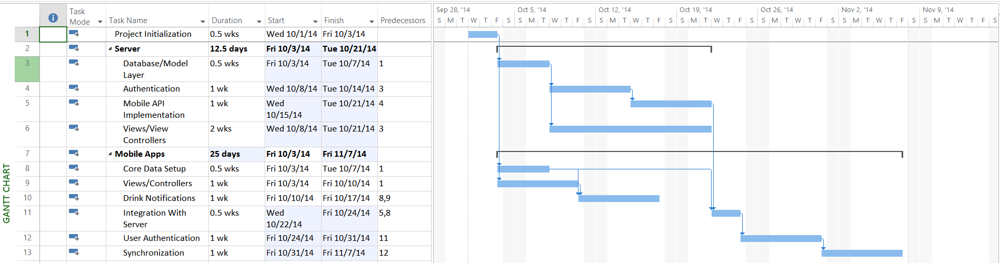 Task Mode Task Name Duration Start Finish Predecessors
1 Project Initialization 0.5 wks Wed 10/1/14 Fri 10/3/14
2 Server 12.5 days Fri 10/3/14 Tue 10/21/14
3 Database/Model Layer 0.5 wks Fri 10/3/14 Tue 10/7/14 1
4 Authentication 1 wk Wed 10/8/14 Tue 10/14/14 3
5 Mobile API Implementation 1 wk Wed 10/15/14 Tue 10/21/14 4
6 Views/View Controllers 2 wks Wed 10/8/14 Tue 10/21/14 3
7 Mobile Apps 25 days Fri 10/3/14 Fri 11/7/14
8 Core Data Setup 0.5 wks Fri 10/3/14 Tue 10/7/14 1
9 Views/Controllers 1 wk Fri 10/3/14 Fri 10/10/14 1
10 Drink Notifications 1 wk Fri 10/10/14 Fri 10/17/14 8,9
11 Integration With Server 0.5 wks Wed 10/22/14 Fri 10/24/14 5,8
12 User Authentication 1 wk Fri 10/24/14 Fri 10/31/14 11
13 Synchronization 1 wk Fri 10/31/14 Fri 11/7/14 12
GANTT CHART
Sep 28, '14 Oct 5, '14 Oct 12, '14 Oct 19, '14 Oct 26, '14 Nov 2, '14 Nov 9, '14
S M T W T F S S M T W T F S S M T W T F S S M T W T F S S M T W T F S S M T W T F S S M T W T F S